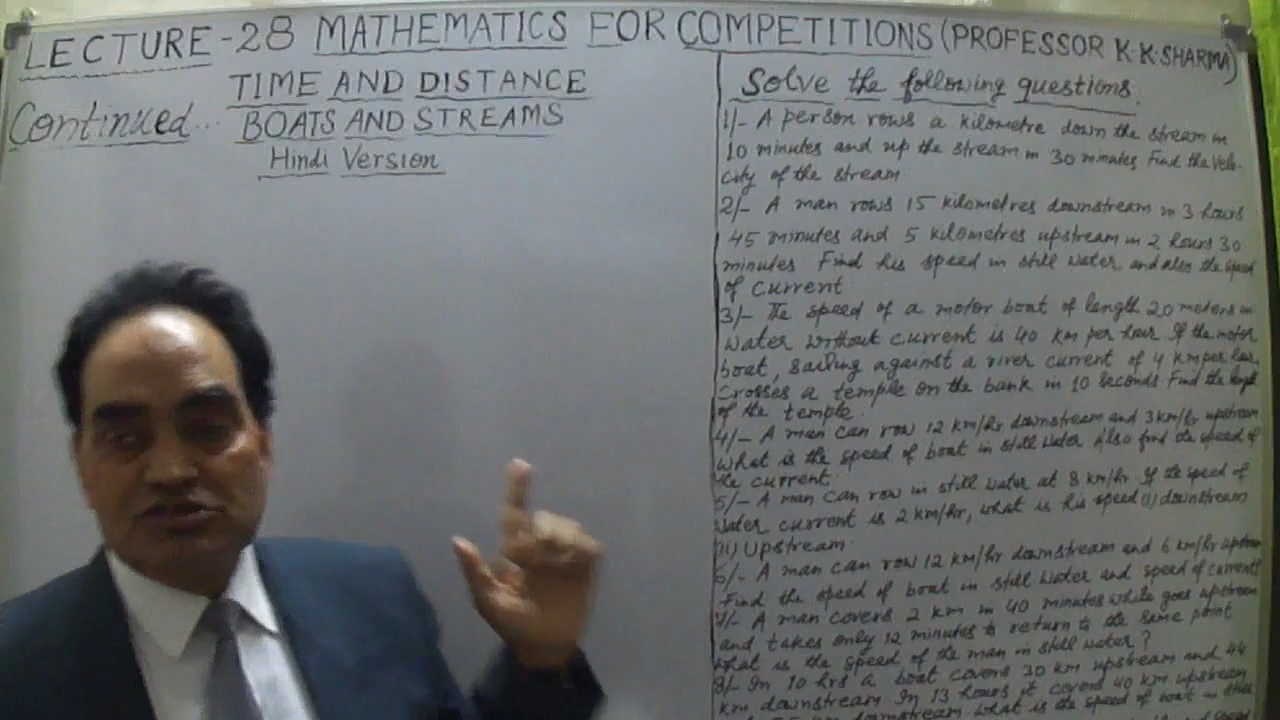 LECTURE-28 MATHEMATICS FOR COMPETITIONS (PROFESSOR K.K.SHARMA)
TIME AND DISTANCE
Continued... BOATS AND STREAMS
Hindi Version
Solve the following questions.
1/- A person rows a kilometre down the stream in
10 minutes and up the stream in 30 minutes Find the velo-
city of the stream
2/- A man rows 15 kilometres downstream in 3 hours
45 minutes and 5 kilometres upstream in 2 hours 30
minutes Find his speed in still water and also the speed
of current
3/- The speed of a motor boat of length 20 meters in
water without current is 40 km per hour. If the motor
boat, sailing against a river current of 4 km per hour,
crosses a temple on the bank in 10 seconds Find the length
of the temple.
4/- A man can row 12 km/hr downstream and 3 km/hr upstream
What is the speed of boat in still water Also find the speed of
the current
5/- A man can row in still water at 8 km/hr If the speed of
water current is 2 km/hr, what is his speed (i) downstream
(ii) Upstream
6/- A man can row 12 km/hr downstream and 6 km/hr upstream
Find the speed of boat in still water and speed of current
7/- A man covers 2 km in 40 minutes while goes upstream
and takes only 12 minutes to return to the same point
What is the speed of the man in still water?
8/- In 10 hrs a boat covers 30 km upstream and 44
km downstream In 13 hours it covers 40 km upstream
km downstream what is the speed of boat in still